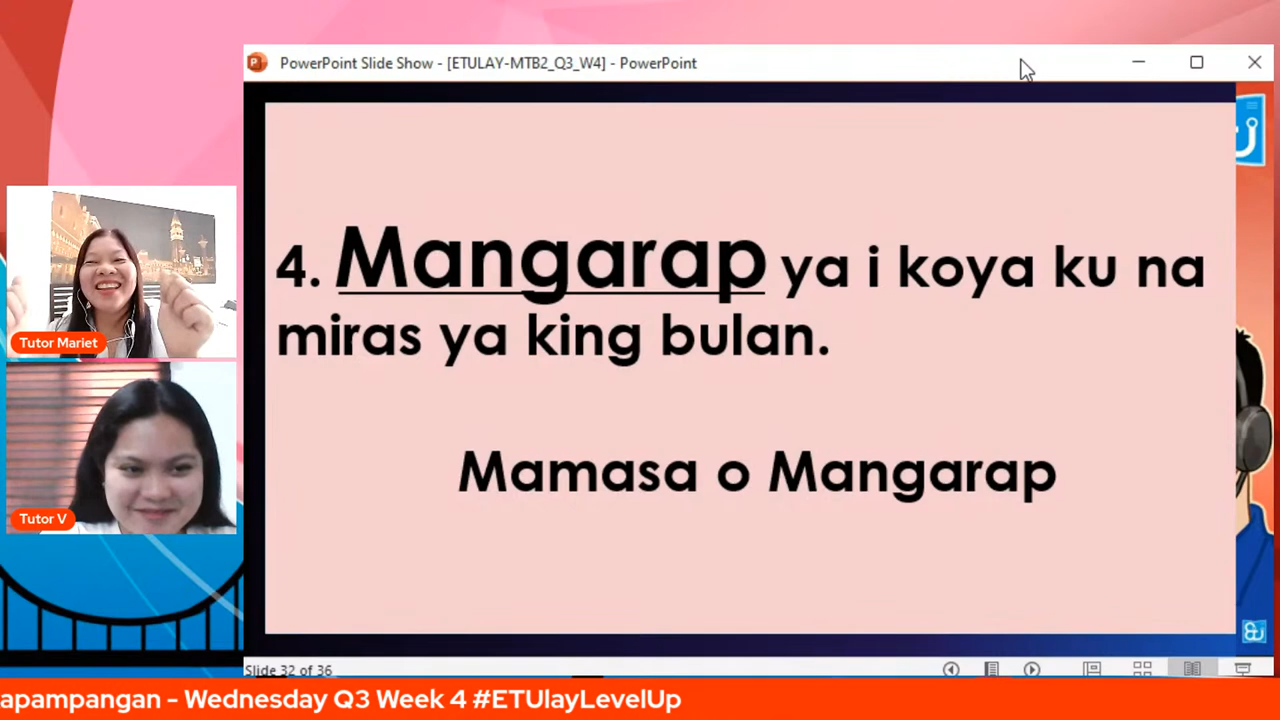 PowerPoint Slide Show - [ETULAY-MTB2_Q3_W4] - PowerPoint
4. Mangarap ya i koya ku na
miras ya king bulan.
Mamasa o Mangarap
Tutor Mariet
Tutor V
Slide 32 of 36
apampangan - Wednesday Q3 Week 4 #ETUlayLevelUp